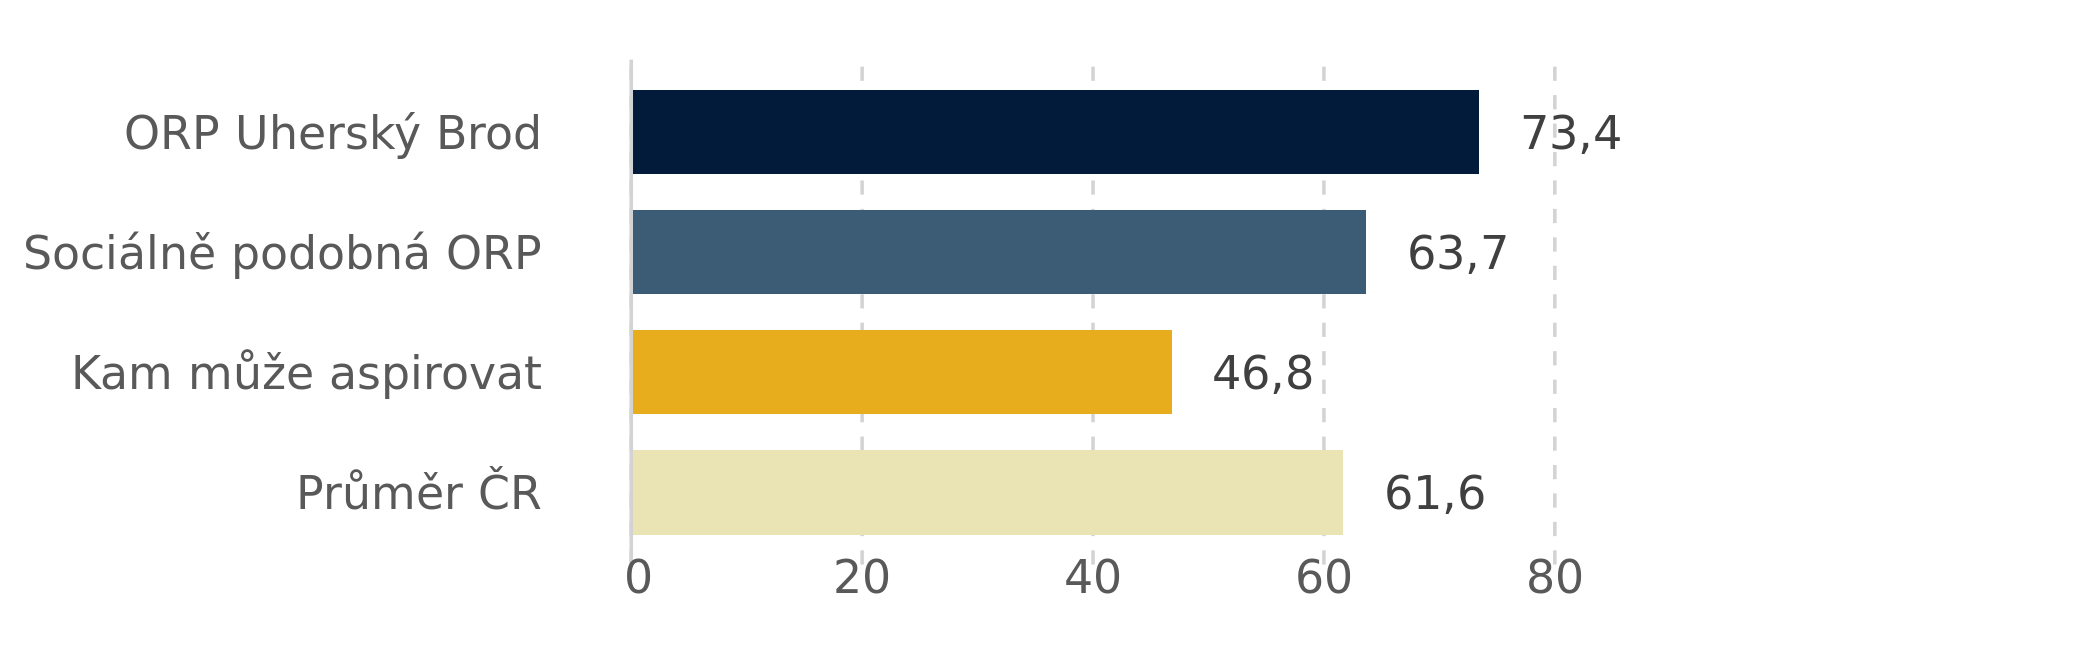 ORP Uherský Brod 73,4
Sociálně podobná ORP 63,7
Kam může aspirovat 46,8
Průměr ČR 61,6
0 20 40 60 80